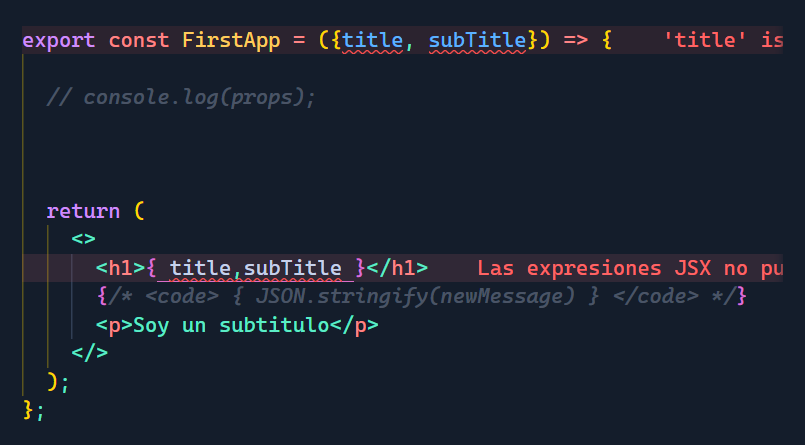 export const FirstApp = ({title, subTitle}) => { 'title' is
// console.log(props);
return (
<>
<h1>{ title,subTitle }</h1> Las expresiones JSX no pu
{/* <code> { JSON.stringify(newMessage) } </code> */}
<p>Soy un subtitulo</p>
</>
);
};